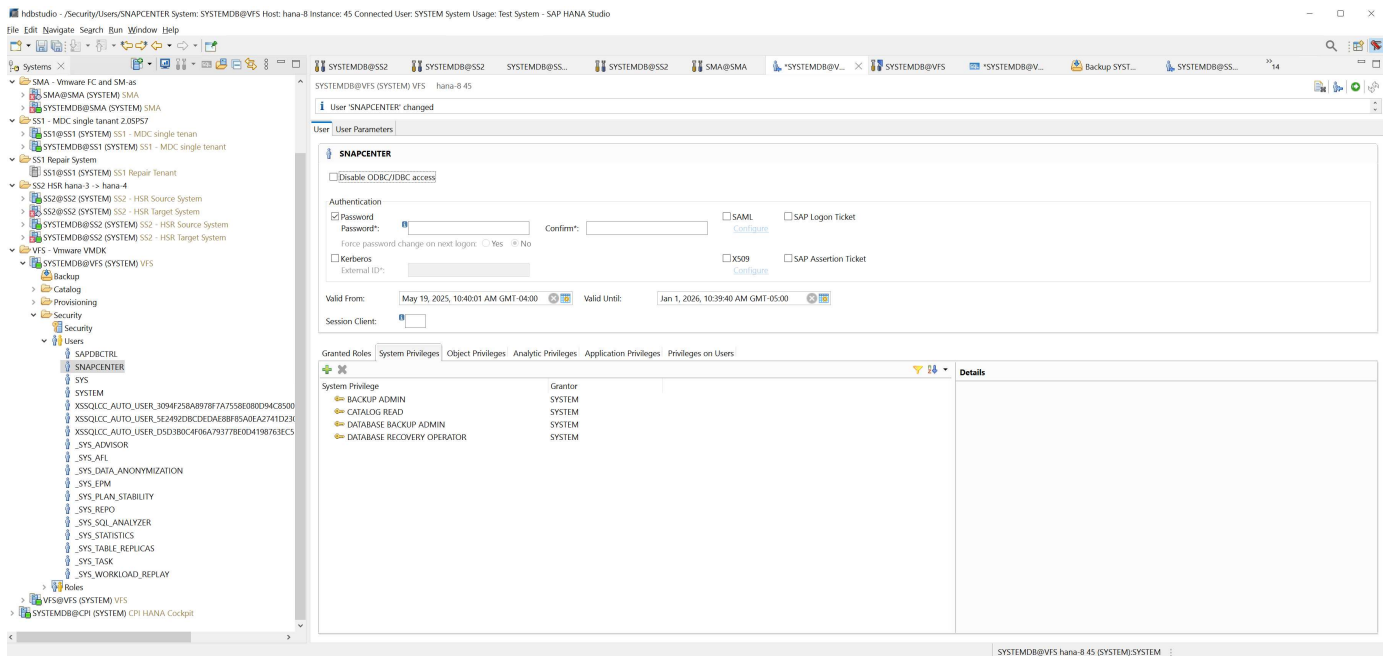 hdbstudio - /Security/Users/SNAPCENTER System: SYSTEMDB@VFS Host: hana-8 Instance: 45 Connected User: SYSTEM System Usage: Test System - SAP HANA Studio
File Edit Navigate Search Run Window Help
Systems
SYSTEMDB@SS2 SYSTEMDB@SS2 SYSTEMDB@SS... SYSTEMDB@SS2 SMA@SMA *SYSTEMDB@V... SYSTEMDB@VFS *SYSTEMDB@V... Backup SYST... SYSTEMDB@SS... »14
SMA - Vmware FC and SM-as
SMA@SMA (SYSTEM) SMA
SYSTEMDB@SMA (SYSTEM) SMA
SS1 - MDC single tanant 2.0SPS7
SS1@SS1 (SYSTEM) SS1 - MDC single tenan
SYSTEMDB@SS1 (SYSTEM) SS1 - MDC single tenant
SS1 Repair System
SS1@SS1 (SYSTEM) SS1 Repair Tenant
SS2 HSR hana-3 -> hana-4
SS2@SS2 (SYSTEM) SS2 - HSR Source System
SS2@SS2 (SYSTEM) SS2 - HSR Target System
SYSTEMDB@SS2 (SYSTEM) SS2 - HSR Source System
SYSTEMDB@SS2 (SYSTEM) SS2 - HSR Target System
VFS - Vmware VMDK
SYSTEMDB@VFS (SYSTEM) VFS
Backup
Catalog
Provisioning
Security
Security
Users
SAPDBCTRL
SNAPCENTER
SYS
SYSTEM
XSSQLCC_AUTO_USER_3094F258A8978F7A7558E080D94C8500
XSSQLCC_AUTO_USER_5E2492D8CDEDAE8BF85A0EA2741D230
XSSQLCC_AUTO_USER_D5D3B0C4F06A79377BE0D4198763EC5
_SYS_ADVISOR
_SYS_AFL
_SYS_DATA_ANONYMIZATION
_SYS_EPM
_SYS_PLAN_STABILITY
_SYS_REPO
_SYS_SQL_ANALYZER
_SYS_STATISTICS
_SYS_TABLE_REPLICAS
_SYS_TASK
_SYS_WORKLOAD_REPLAY
Roles
VFS@VFS (SYSTEM) VFS
SYSTEMDB@CPI (SYSTEM) CPI HANA Cockpit
SYSTEMDB@VFS (SYSTEM) VFS hana-8 45
User 'SNAPCENTER' changed
User User Parameters
SNAPCENTER
Disable ODBC/JDBC access
Authentication
Password SAML SAP Logon Ticket
Password*: Confirm*: Configure
Force password change on next logon: Yes No
Kerberos X509 SAP Assertion Ticket
External ID*: Configure
Valid From: May 19, 2025, 10:40:01 AM GMT-04:00 Valid Until: Jan 1, 2026, 10:39:40 AM GMT-05:00
Session Client:
Granted Roles System Privileges Object Privileges Analytic Privileges Application Privileges Privileges on Users
Details
System Privilege Grantor
BACKUP ADMIN SYSTEM
CATALOG READ SYSTEM
DATABASE BACKUP ADMIN SYSTEM
DATABASE RECOVERY OPERATOR SYSTEM
SYSTEMDB@VFS hana-8 45 (SYSTEM):SYSTEM